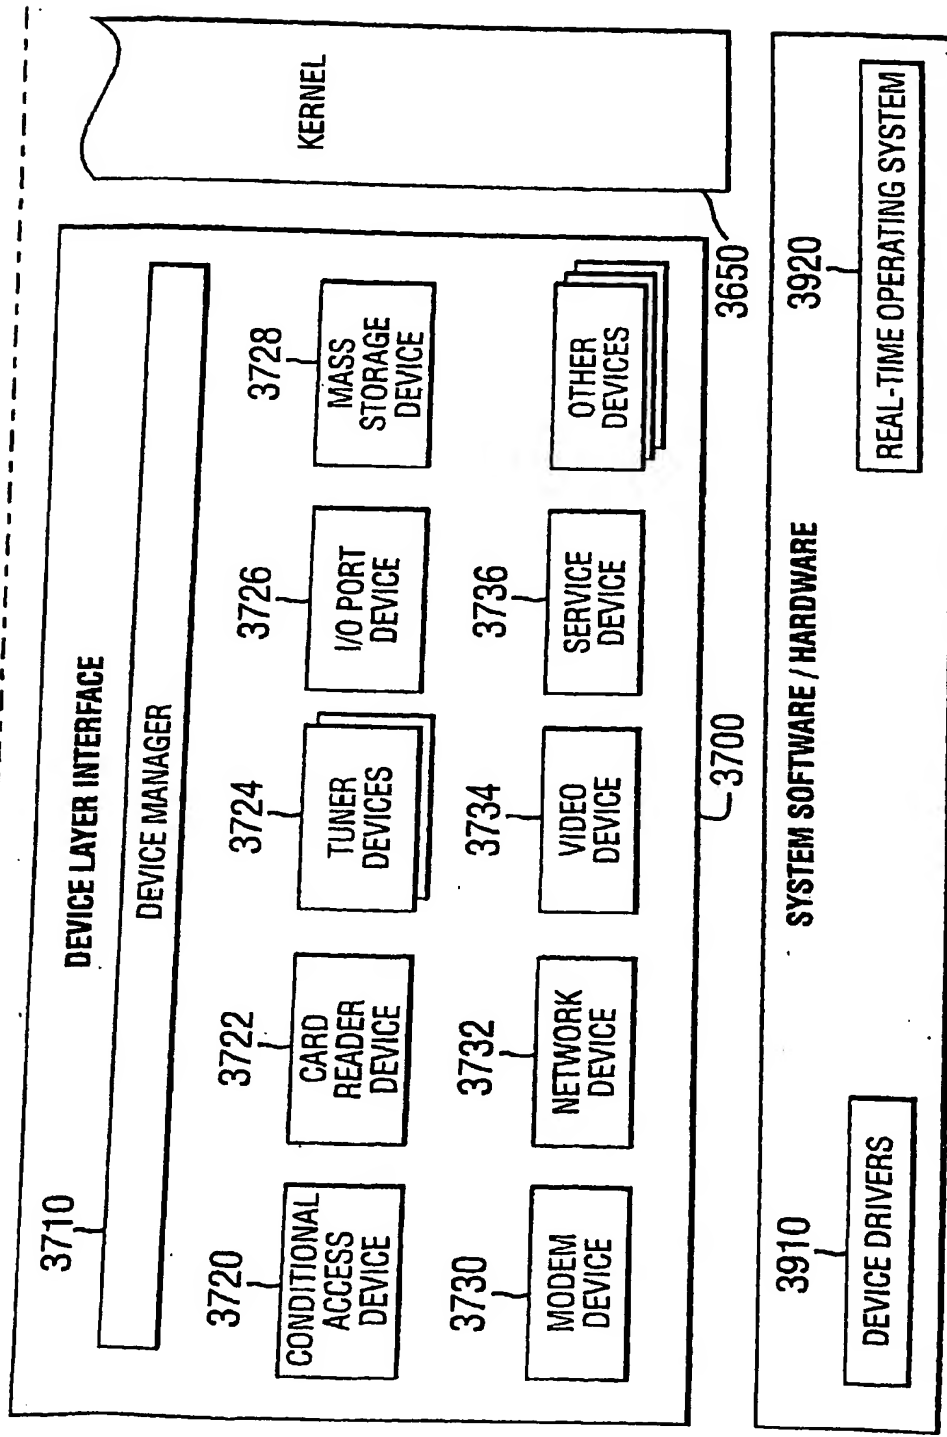 DEVICE LAYER INTERFACE
3710
DEVICE MANAGER
3720
CONDITIONAL
ACCESS
DEVICE
3722
CARD
READER
DEVICE
3724
TUNER
DEVICES
3726
I/O PORT
DEVICE
3728
MASS
STORAGE
DEVICE
3730
MODEM
DEVICE
3732
NETWORK
DEVICE
3734
VIDEO
DEVICE
3736
SERVICE
DEVICE
OTHER
DEVICES
3700
KERNEL
3650
SYSTEM SOFTWARE / HARDWARE
3910
DEVICE DRIVERS
3920
REAL-TIME OPERATING SYSTEM